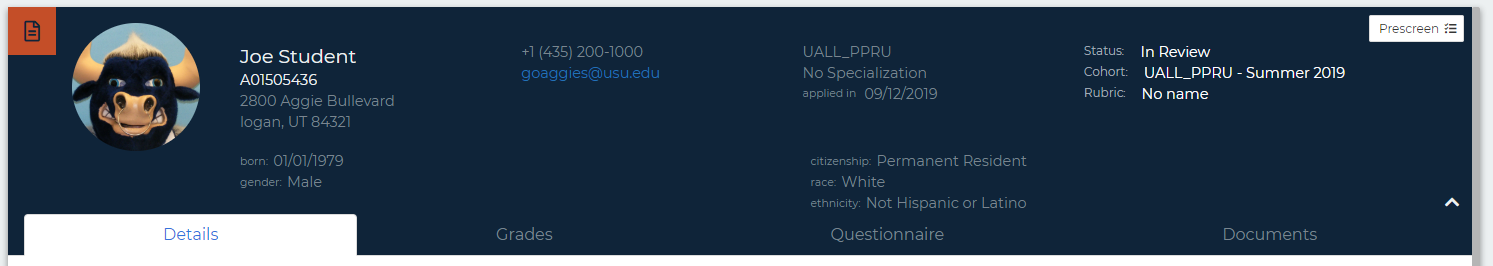 Prescreen
Joe Student
A01505436
2800 Aggie Bullevard
logan, UT 84321
born: 01/01/1979
gender: Male
+1 (435) 200-1000
goaggies@usu.edu
UALL_PPRU
No Specialization
applied in 09/12/2019
citizenship: Permanent Resident
race: White
ethnicity: Not Hispanic or Latino
Status: In Review
Cohort: UALL_PPRU - Summer 2019
Rubric: No name
Details
Grades
Questionnaire
Documents